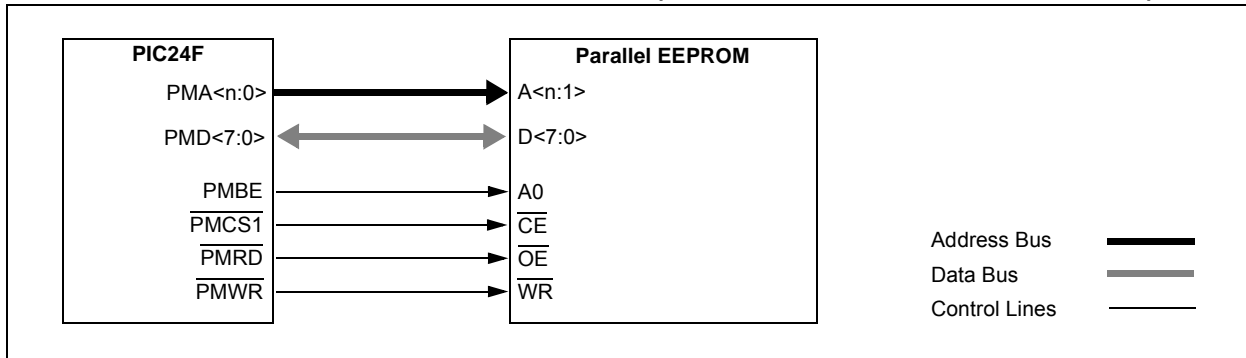 PIC24F
Parallel EEPROM
PMA<n:0>
A<n:1>
PMD<7:0>
D<7:0>
PMBE
A0
PMCS1
CE
PMRD
OE
PMWR
WR
Address Bus
Data Bus
Control Lines